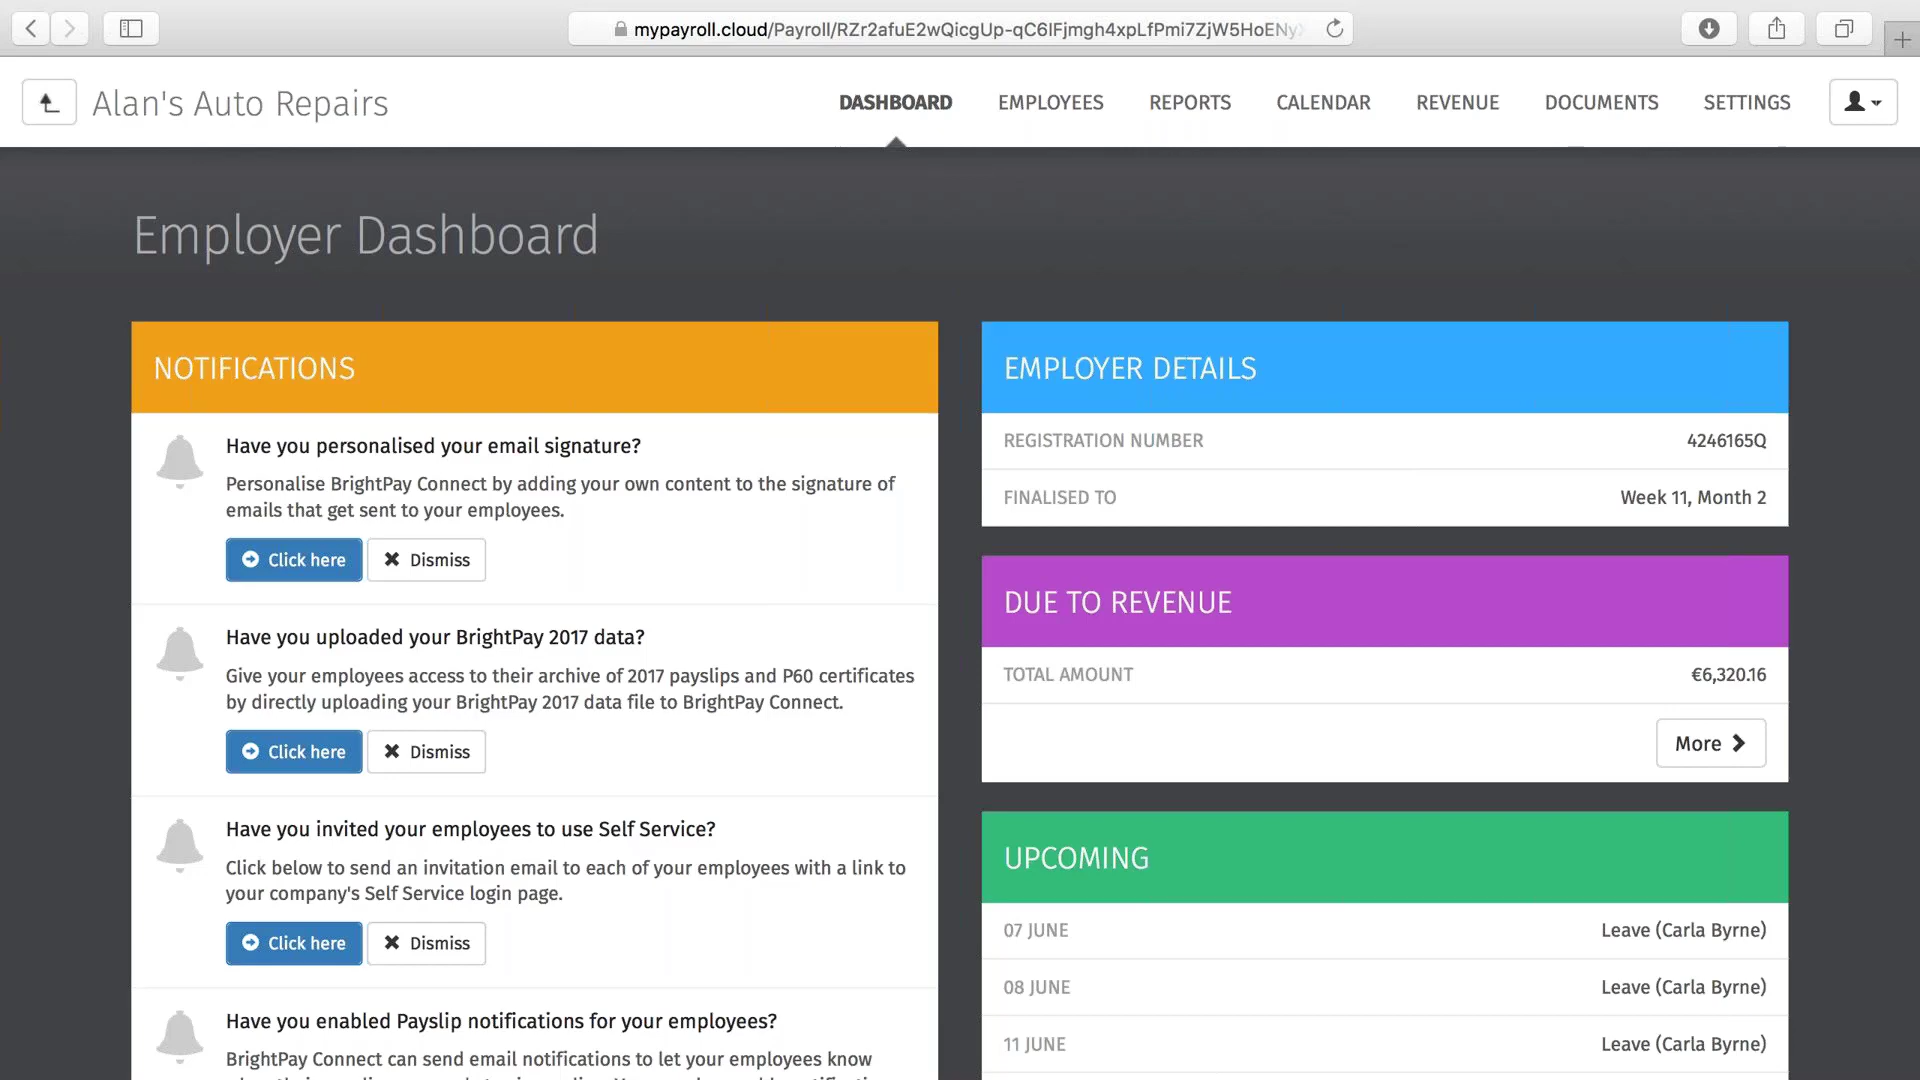 mypayroll.cloud/Payroll/RZr2afuE2wQicgUp-qC6IFjmgh4xpLfPmi7ZjW5HoENy
Alan's Auto Repairs
DASHBOARD
EMPLOYEES
REPORTS
CALENDAR
REVENUE
DOCUMENTS
SETTINGS
Employer Dashboard
NOTIFICATIONS
Have you personalised your email signature?
Personalise BrightPay Connect by adding your own content to the signature of
emails that get sent to your employees.
Click here
Dismiss
Have you uploaded your BrightPay 2017 data?
Give your employees access to their archive of 2017 payslips and P60 certificates
by directly uploading your BrightPay 2017 data file to BrightPay Connect.
Click here
Dismiss
Have you invited your employees to use Self Service?
Click below to send an invitation email to each of your employees with a link to
your company's Self Service login page.
Click here
Dismiss
Have you enabled Payslip notifications for your employees?
BrightPay Connect can send email notifications to let your employees know
EMPLOYER DETAILS
REGISTRATION NUMBER
4246165Q
FINALISED TO
Week 11, Month 2
DUE TO REVENUE
TOTAL AMOUNT
€6,320.16
More
UPCOMING
07 JUNE
Leave (Carla Byrne)
08 JUNE
Leave (Carla Byrne)
11 JUNE
Leave (Carla Byrne)